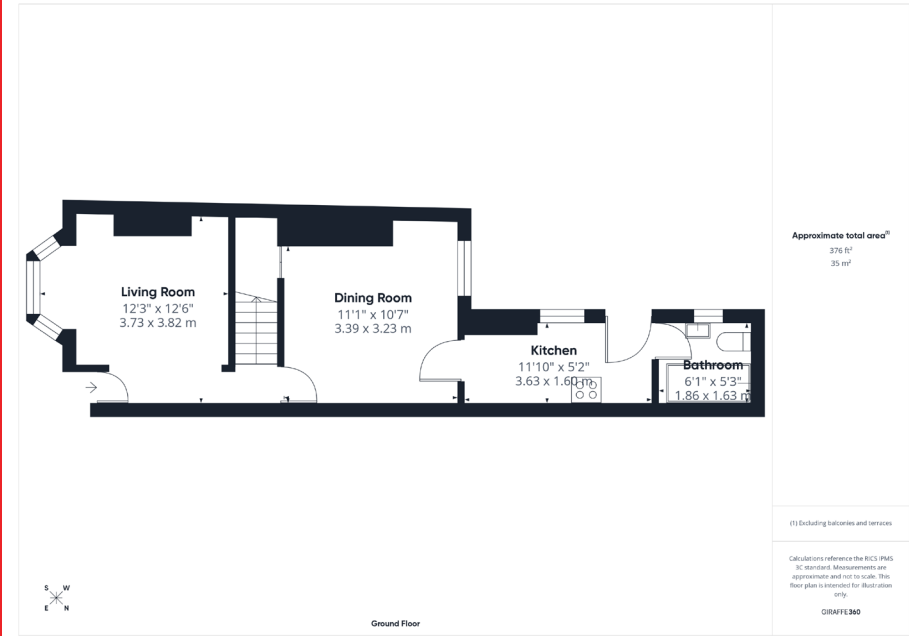 Living Room
12'3" x 12'6"
3.73 x 3.82 m
Dining Room
11'1" x 10'7"
3.39 x 3.23 m
Kitchen
11'10" x 5'2"
3.63 x 1.60 m
Bathroom
6'1" x 5'3"
1.86 x 1.63 m
Approximate total area(1)
376 ft²
35 m²
(1) Excluding balconies and terraces
Calculations reference the RICS IPMS
3C standard. Measurements are
approximate and not to scale. This
floor plan is intended for illustration
only.
GIRAFFE360
S W
E N
Ground Floor